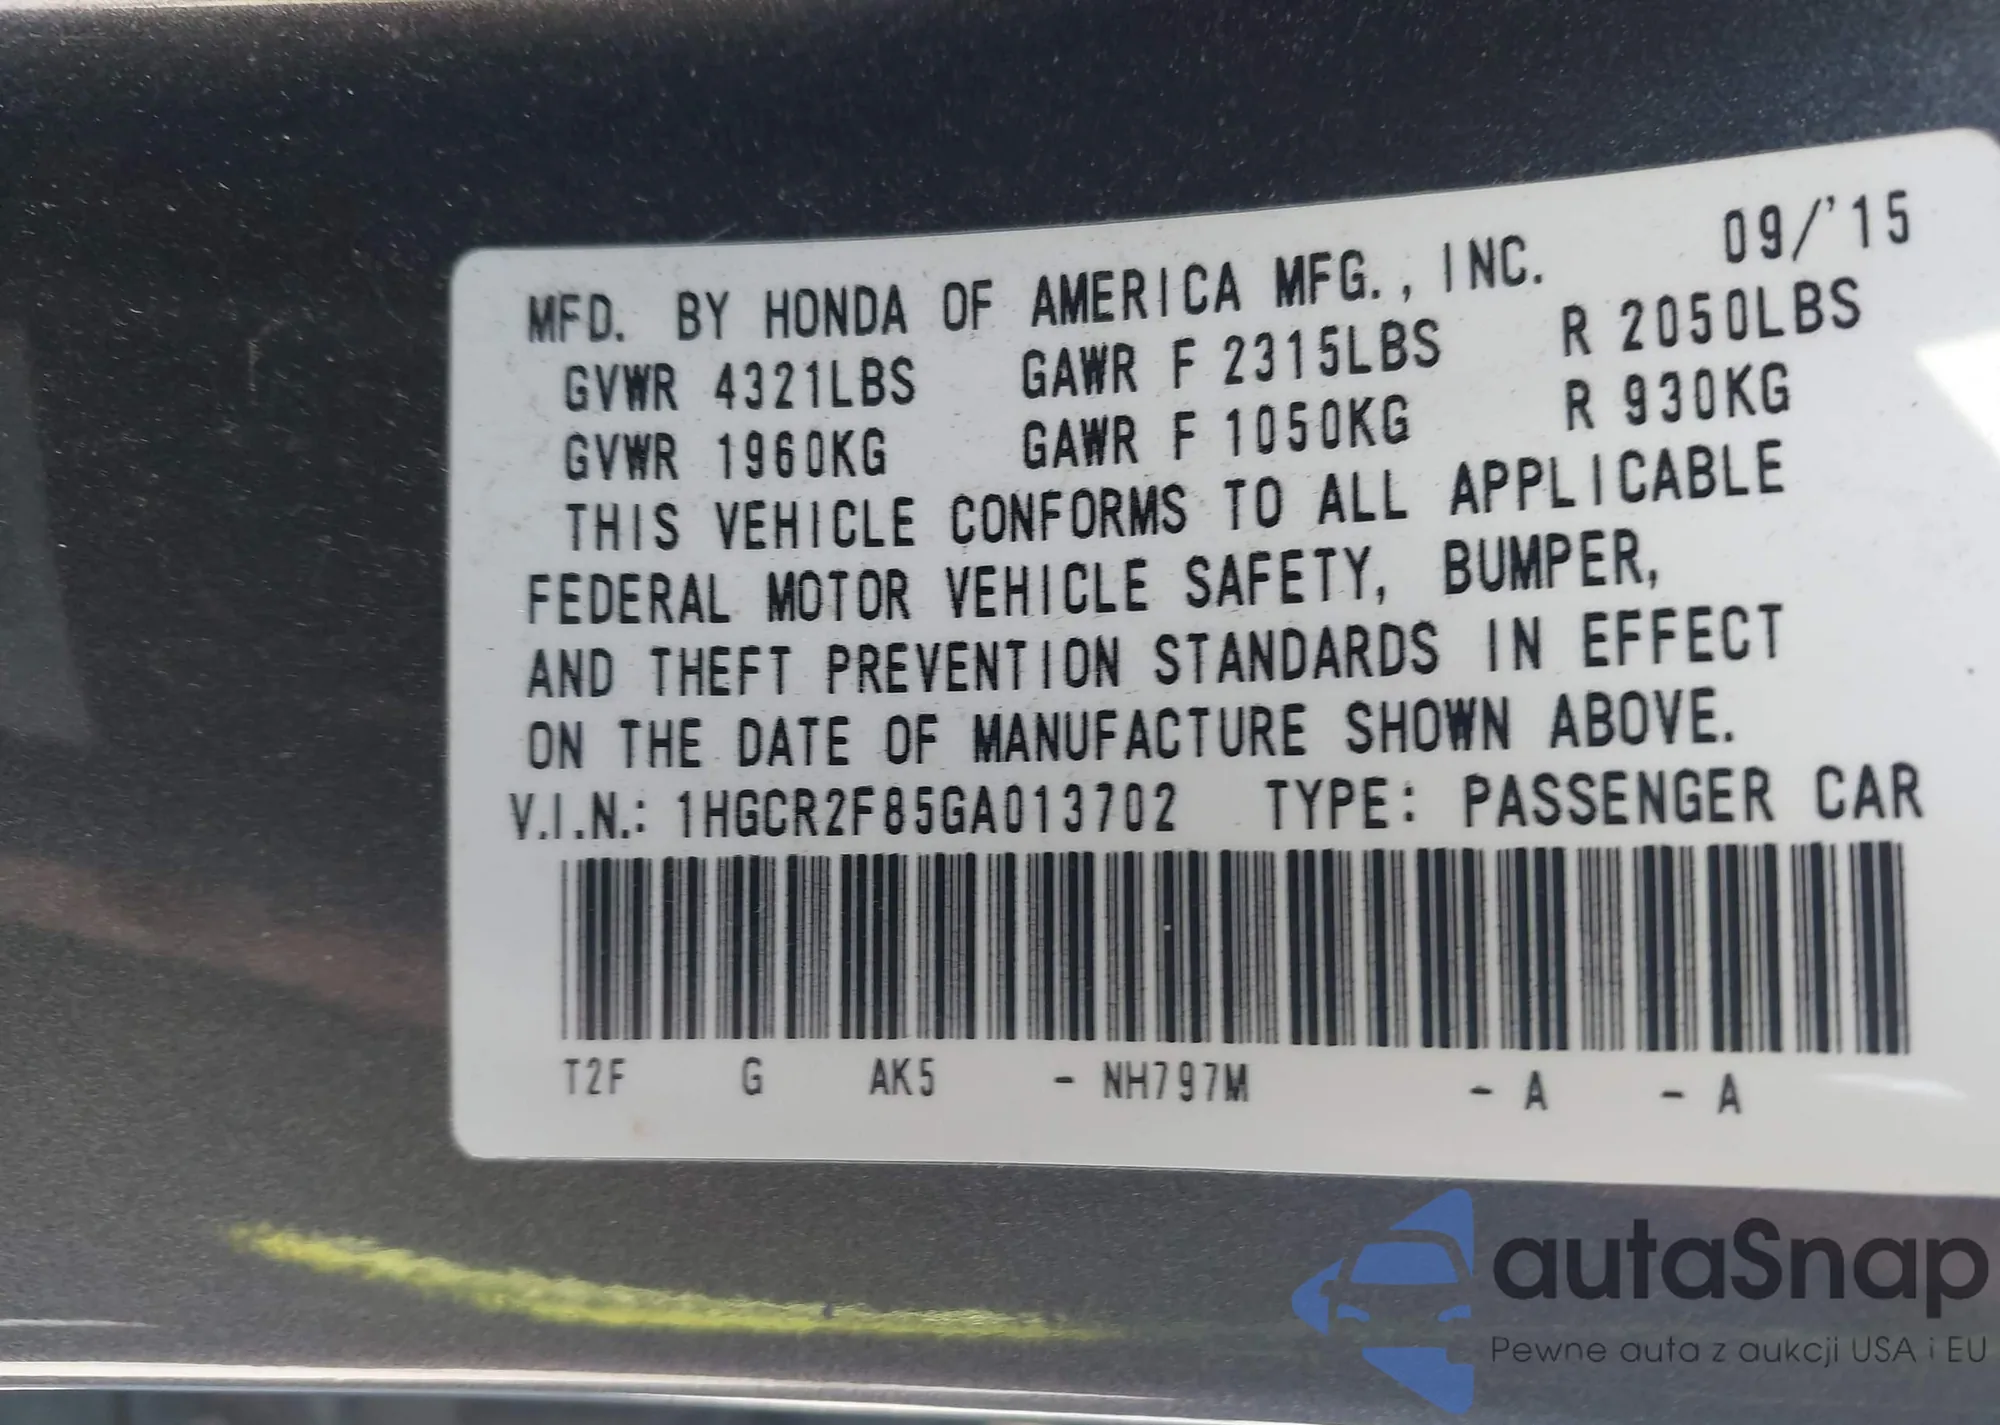 MFD. BY HONDA OF AMERICA MFG., INC. 09/'15
GVWR 4321LBS GAWR F 2315LBS R 2050LBS
GVWR 1960KG GAWR F 1050KG R 930KG
THIS VEHICLE CONFORMS TO ALL APPLICABLE
FEDERAL MOTOR VEHICLE SAFETY, BUMPER,
AND THEFT PREVENTION STANDARDS IN EFFECT
ON THE DATE OF MANUFACTURE SHOWN ABOVE.
V.I.N.: 1HGCR2F85GA013702 TYPE: PASSENGER CAR
T2F G AK5 - NH797M - A - A
autaSnap
Pewne auta z aukcji USA i EU